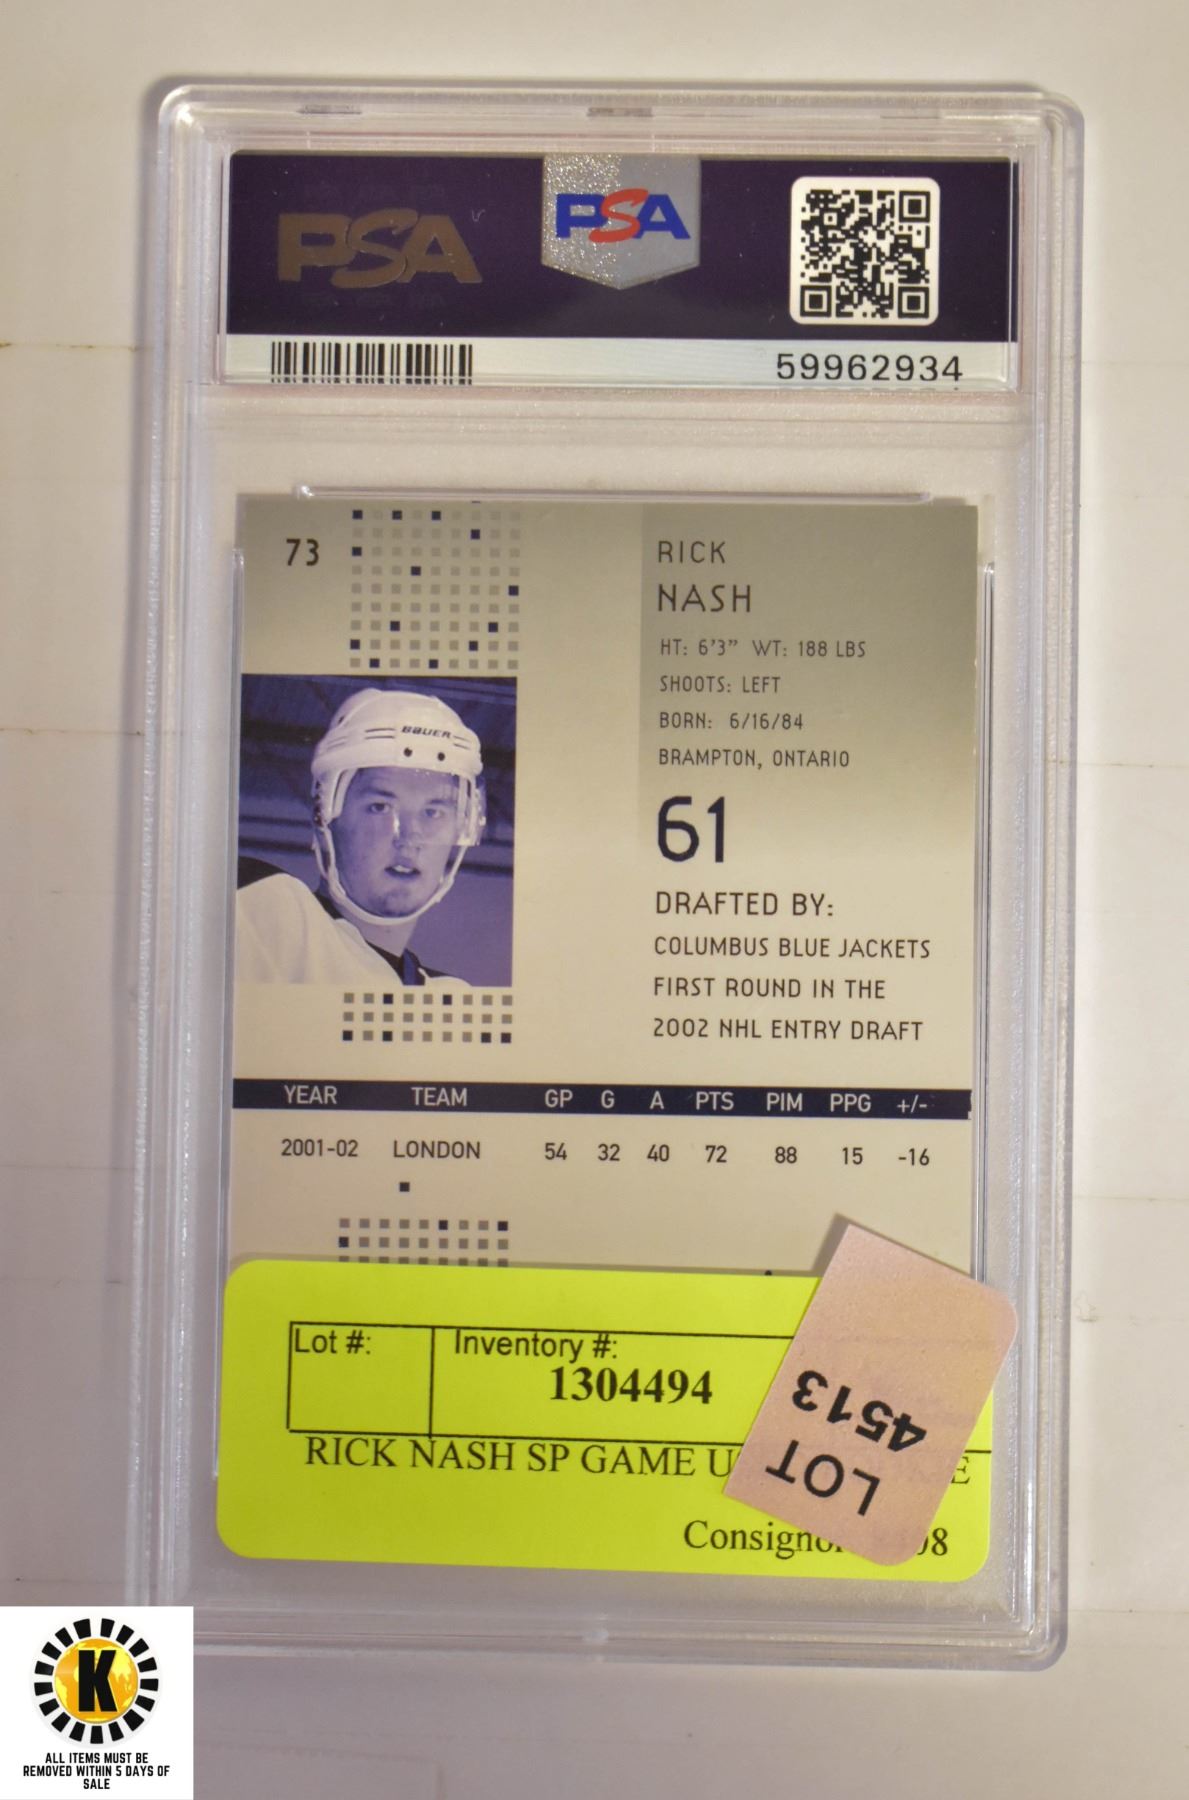 PSA
PSA
59962934
73
RICK
NASH
HT: 6'3" WT: 188 LBS
SHOOTS: LEFT
BORN: 6/16/84
BRAMPTON, ONTARIO
BAUER
61
DRAFTED BY:
COLUMBUS BLUE JACKETS
FIRST ROUND IN THE
2002 NHL ENTRY DRAFT
YEAR TEAM GP G A PTS PIM PPG +/-
2001-02 LONDON 54 32 40 72 88 15 -16
Lot #: Inventory #:
1304494
RICK NASH SP GAME
LOT
4513
K
ALL ITEMS MUST BE
REMOVED WITHIN 5 DAYS OF
SALE